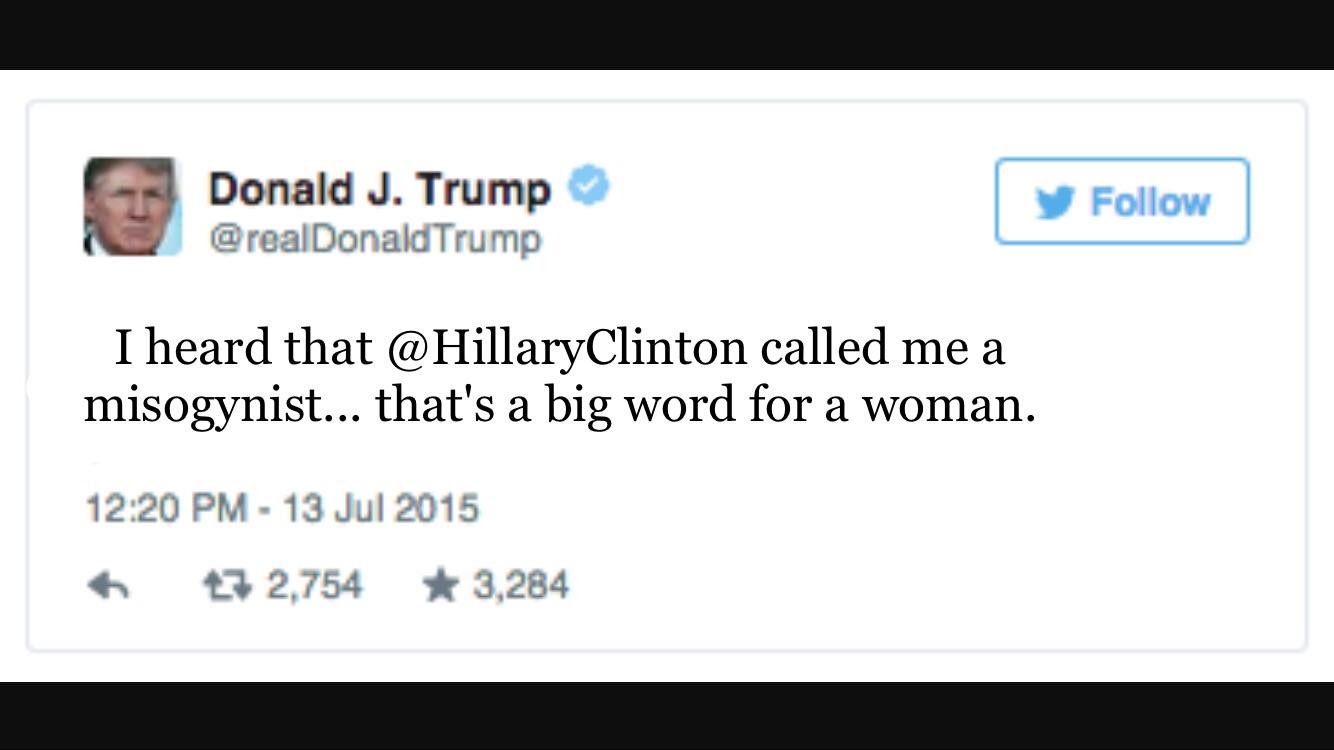 Donald J. Trump
@realDonaldTrump
Follow
I heard that @HillaryClinton called me a
misogynist... that's a big word for a woman.
12:20 PM - 13 Jul 2015
2,754 3,284